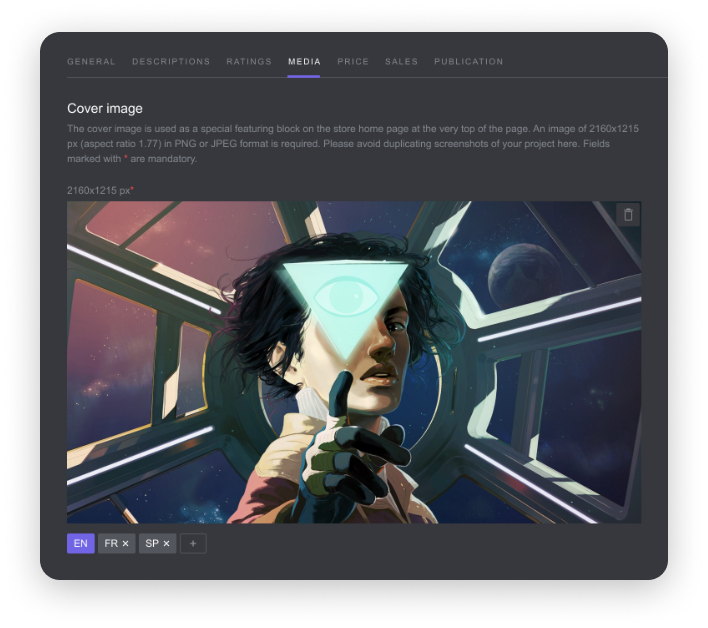 GENERAL DESCRIPTIONS RATINGS MEDIA PRICE SALES PUBLICATION
Cover image
The cover image is used as a special featuring block on the store home page at the very top of the page. An image of 2160x1215
px (aspect ratio 1.77) in PNG or JPEG format is required. Please avoid duplicating screenshots of your project here. Fields
marked with * are mandatory.
2160x1215 px*
EN FR × SP × +